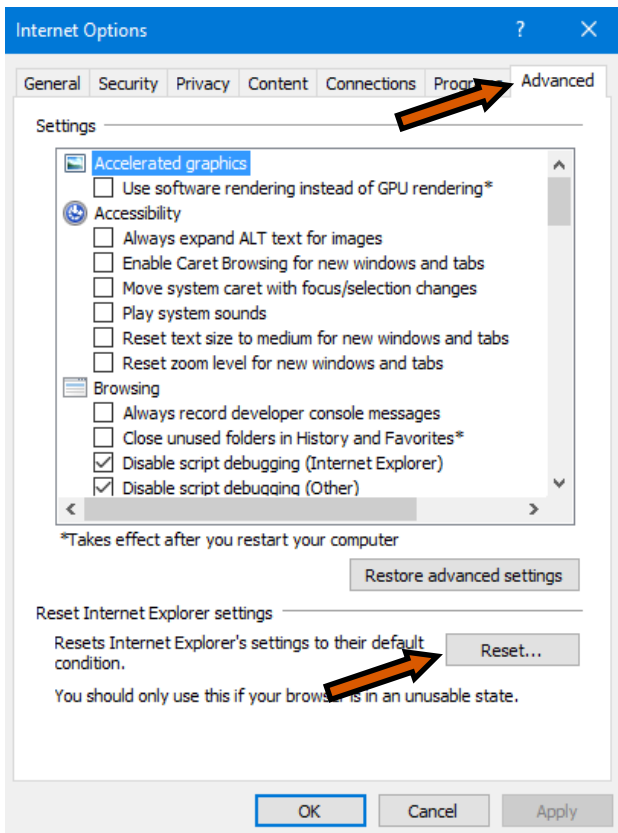 Internet Options ? ×
General Security Privacy Content Connections Advanced
Settings
Accelerated graphics
Use software rendering instead of GPU rendering*
Accessibility
Always expand ALT text for images
Enable Caret Browsing for new windows and tabs
Move system caret with focus/selection changes
Play system sounds
Reset text size to medium for new windows and tabs
Reset zoom level for new windows and tabs
Browsing
Always record developer console messages
Close unused folders in History and Favorites*
Disable script debugging (Internet Explorer)
Disable script debugging (Other)
*Takes effect after you restart your computer
Restore advanced settings
Reset Internet Explorer settings
Resets Internet Explorer's settings to their default
condition.
Reset...
You should only use this if your browser is in an unusable state.
OK Cancel Apply